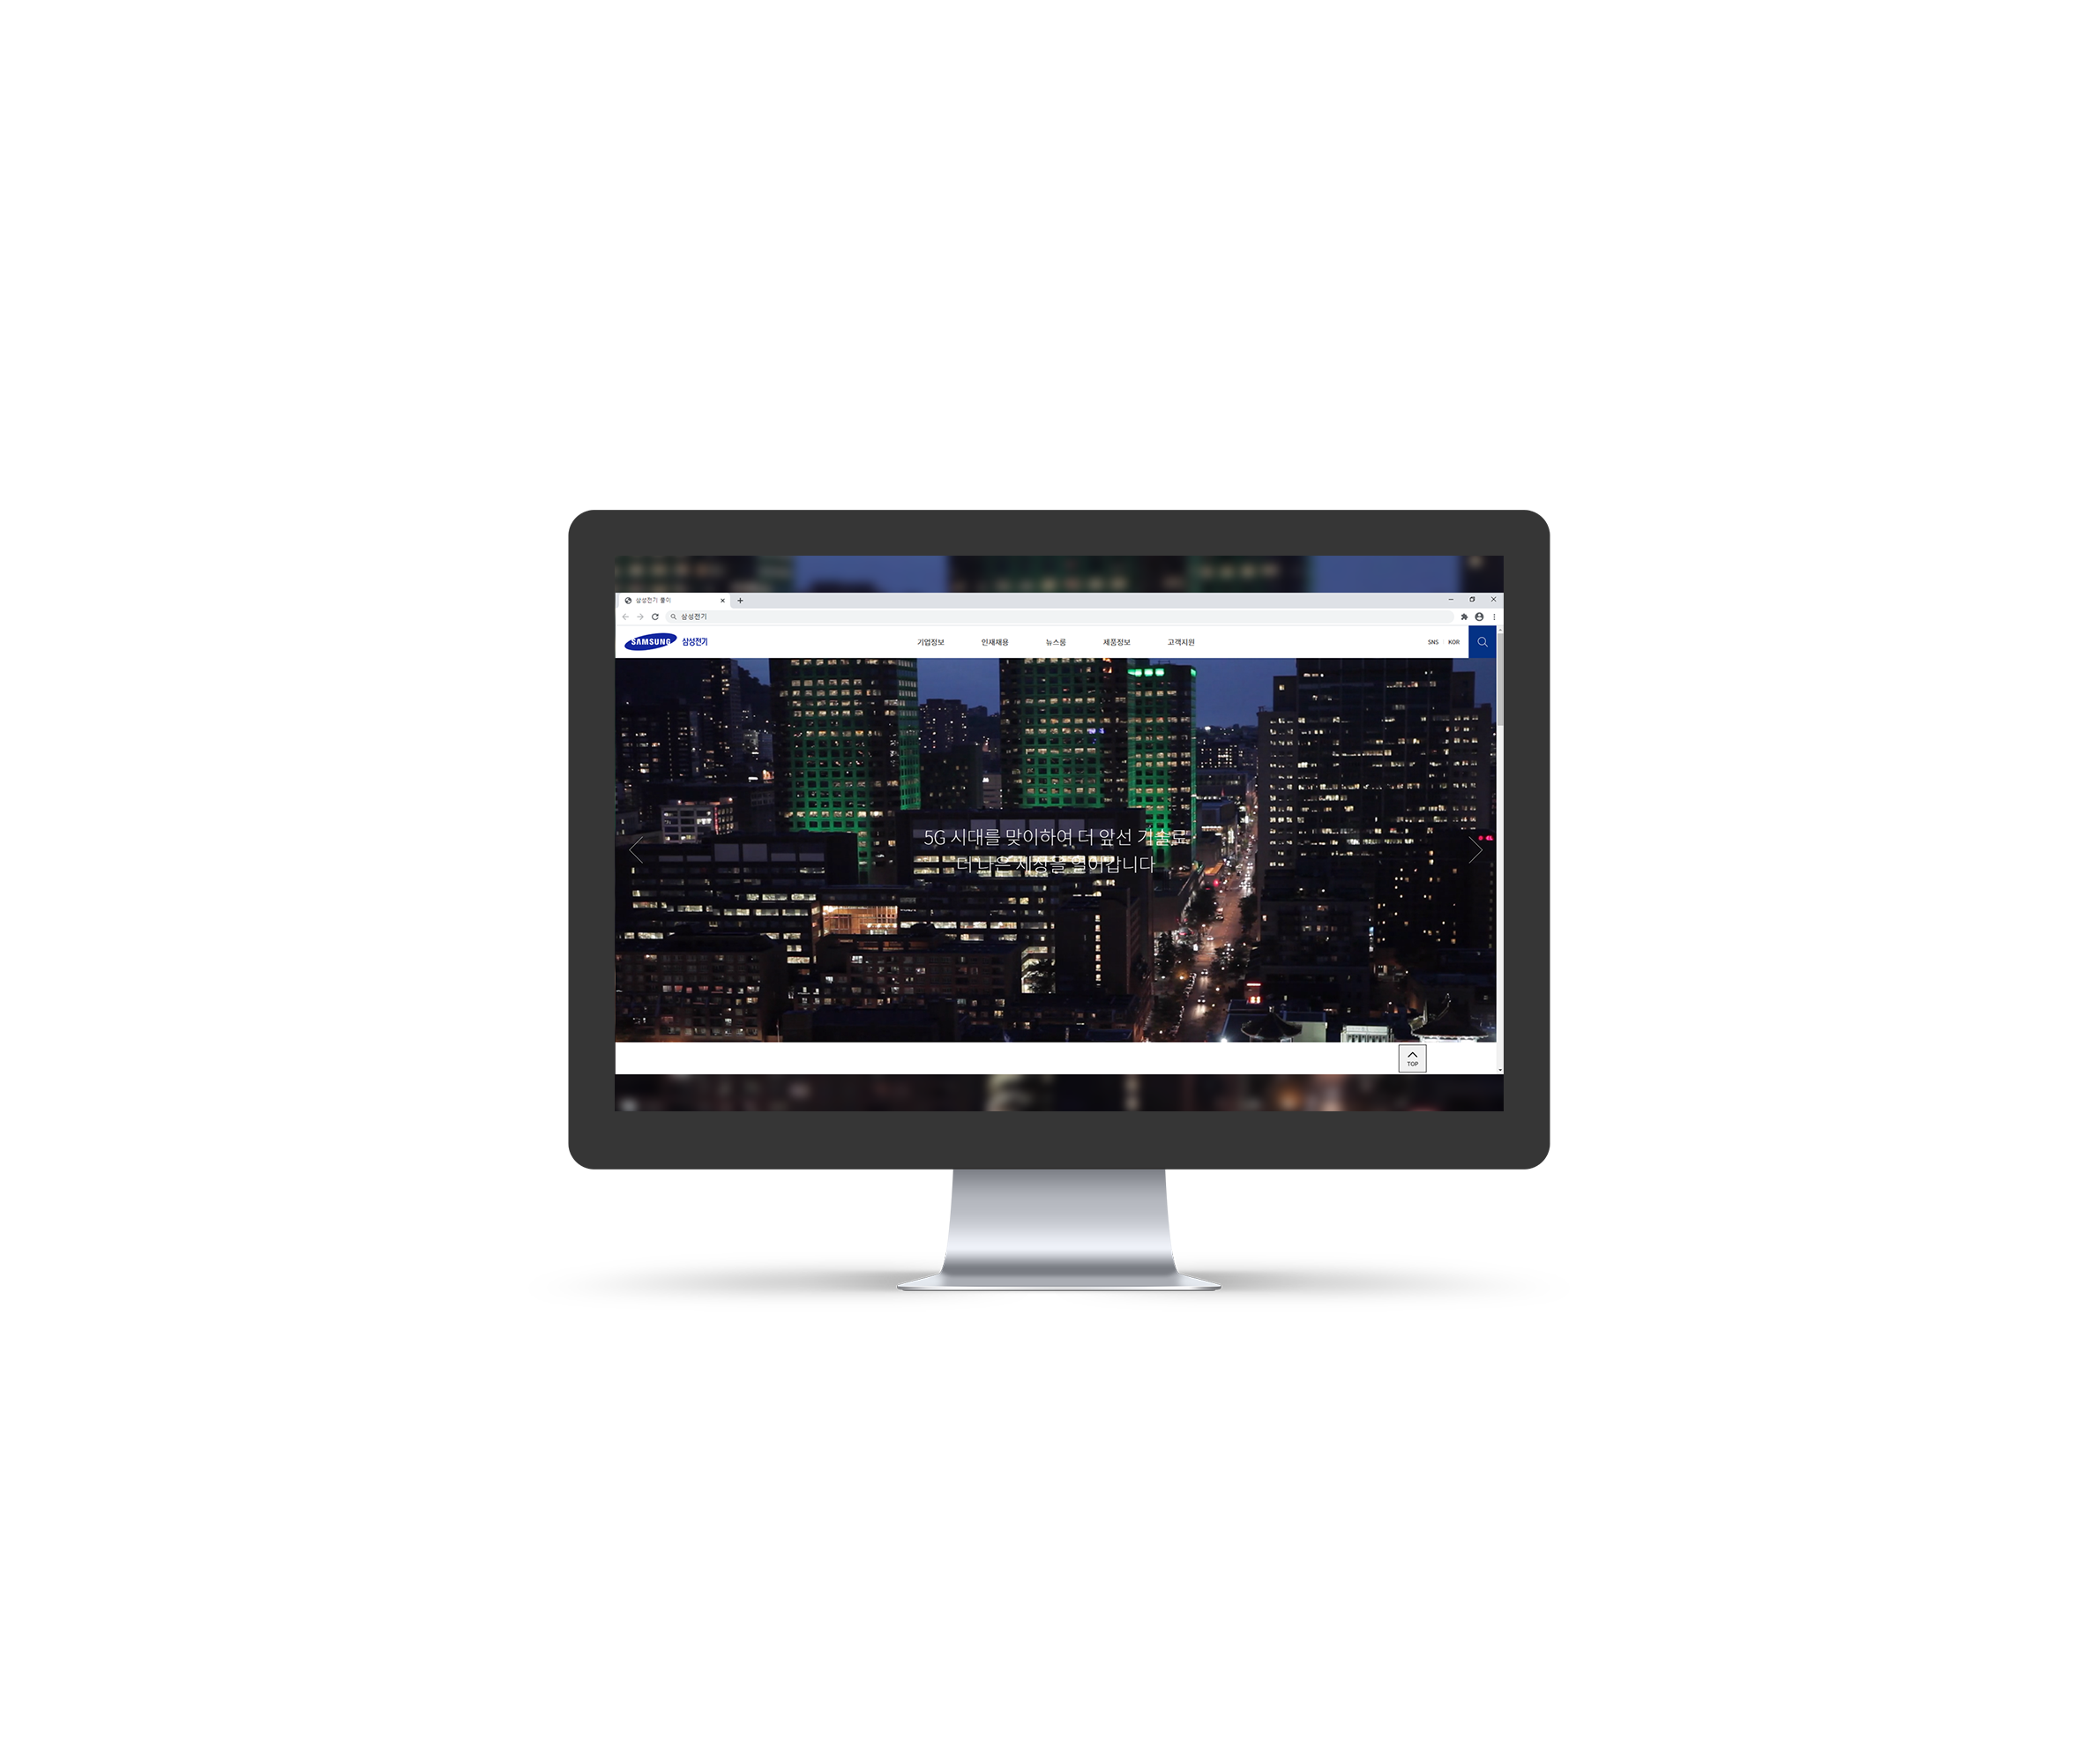 삼성전기
삼성전기
SAMSUNG 삼성전기
기업정보 인재채용 뉴스룸 제품정보 고객지원 SNS KOR
5G 시대를 맞이하여 더 앞선 기술로
더 나은 세상을 열어갑니다
TOP